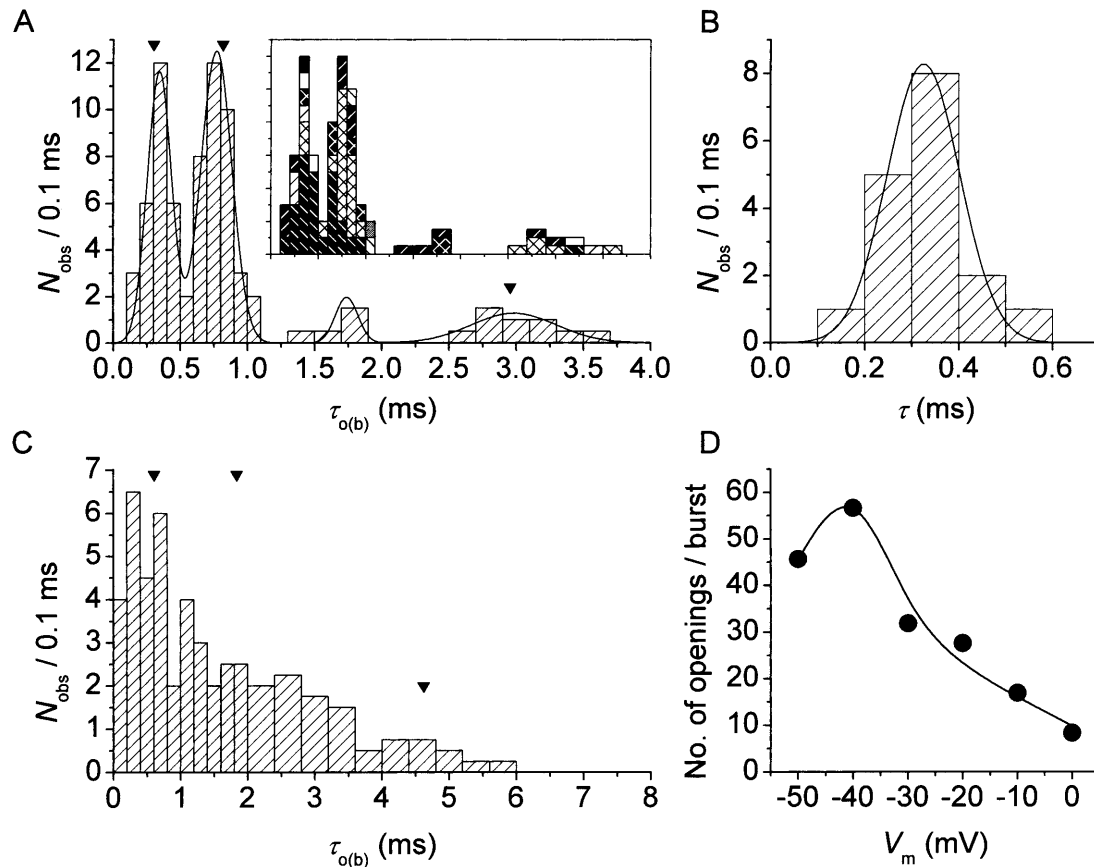 A
N_obs / 0.1 ms
12
10
8
6
4
2
0
0.0 0.5 1.0 1.5 2.0 2.5 3.0 3.5 4.0
τ_o(b) (ms)
B
N_obs / 0.1 ms
8
6
4
2
0
0.0 0.2 0.4 0.6
τ (ms)
C
N_obs / 0.1 ms
7
6
5
4
3
2
1
0
0 1 2 3 4 5 6 7 8
τ_o(b) (ms)
D
No. of openings / burst
60
50
40
30
20
10
0
-50 -40 -30 -20 -10 0
V_m (mV)